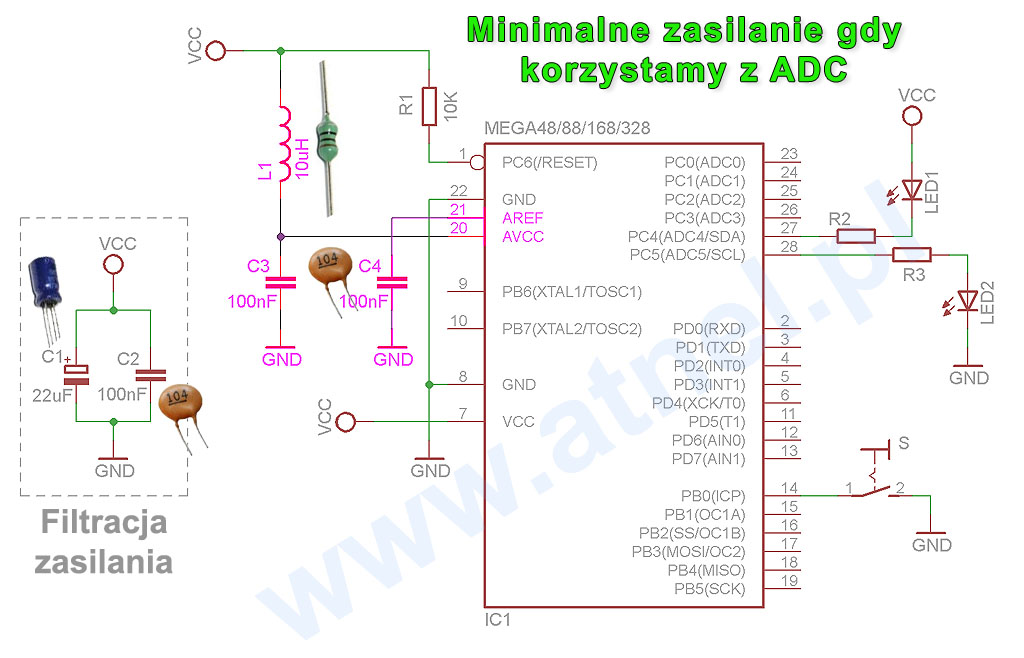 Minimalne zasilanie gdy
korzystamy z ADC
VCC
R1
10K
L1
10uH
MEGA48/88/168/328
1
PC6(/RESET)
22
GND
21
AREF
20
AVCC
9
PB6(XTAL1/TOSC1)
10
PB7(XTAL2/TOSC2)
8
GND
7
VCC
PC0(ADC0)
23
PC1(ADC1)
24
PC2(ADC2)
25
PC3(ADC3)
26
PC4(ADC4/SDA)
27
PC5(ADC5/SCL)
28
PD0(RXD)
2
PD1(TXD)
3
PD2(INT0)
4
PD3(INT1)
5
PD4(XCK/T0)
6
PD5(T1)
11
PD6(AIN0)
12
PD7(AIN1)
13
PB0(ICP)
14
PB1(OC1A)
15
PB2(SS/OC1B)
16
PB3(MOSI/OC2)
17
PB4(MISO)
18
PB5(SCK)
19
IC1
VCC
LED1
R2
R3
LED2
GND
S
1
2
GND
C3
100nF
GND
104
C4
100nF
GND
VCC
GND
VCC
C1
+
22uF
C2
100nF
104
GND
Filtracja
zasilania
www.atnel.pl